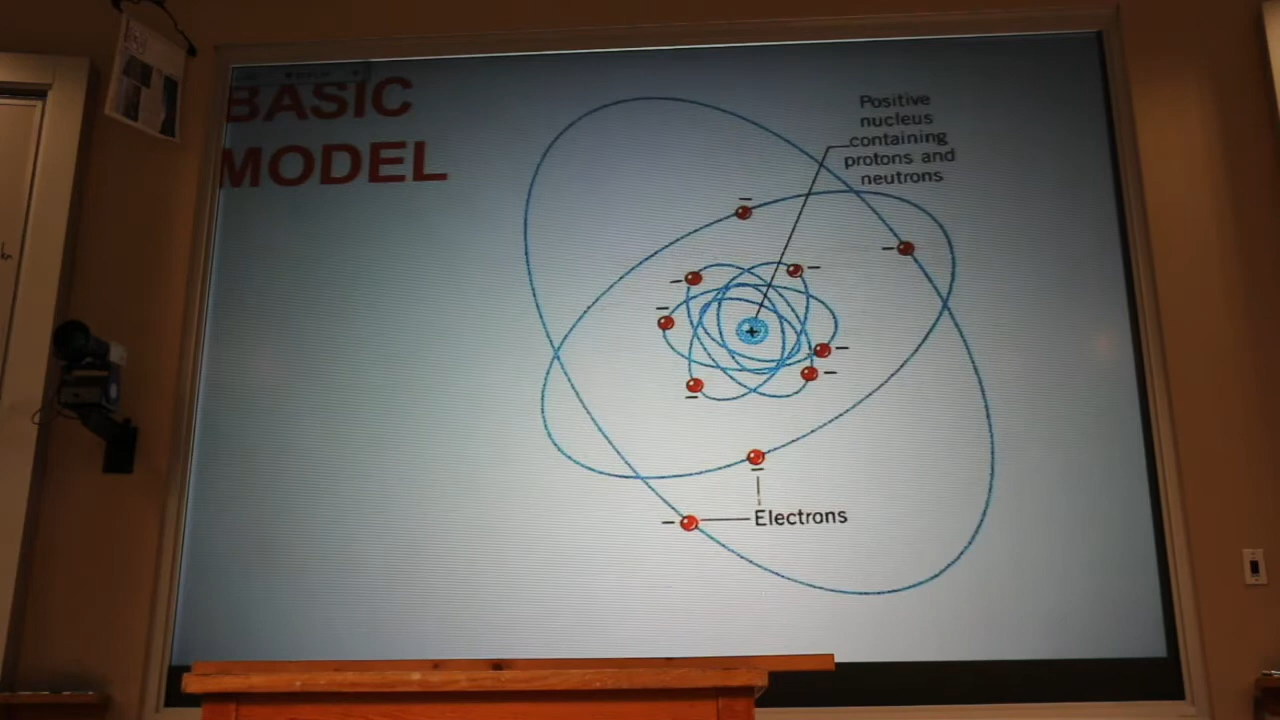 BASIC
MODEL
Positive
nucleus
containing
protons and
neutrons
Electrons